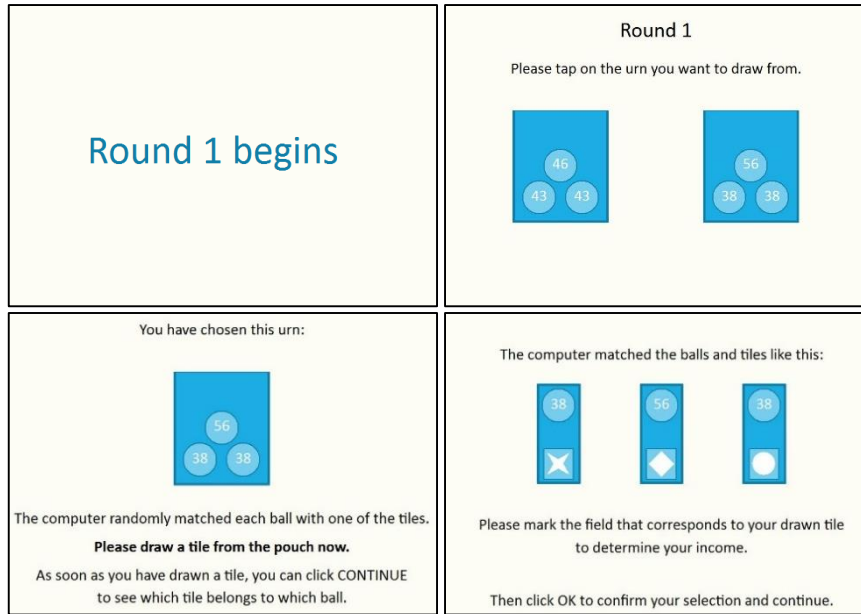 Round 1 begins
Round 1
Please tap on the urn you want to draw from.
46
43 43
56
38 38
You have chosen this urn:
56
38 38
The computer randomly matched each ball with one of the tiles.
Please draw a tile from the pouch now.
As soon as you have drawn a tile, you can click CONTINUE
to see which tile belongs to which ball.
The computer matched the balls and tiles like this:
38 56 38
Please mark the field that corresponds to your drawn tile
to determine your income.
Then click OK to confirm your selection and continue.